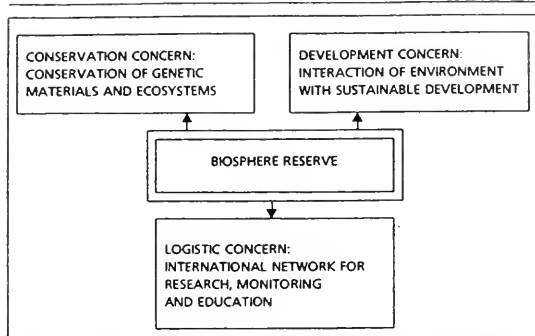 CONSERVATION CONCERN:
CONSERVATION OF GENETIC
MATERIALS AND ECOSYSTEMS
DEVELOPMENT CONCERN:
INTERACTION OF ENVIRONMENT
WITH SUSTAINABLE DEVELOPMENT
BIOSPHERE RESERVE
LOGISTIC CONCERN:
INTERNATIONAL NETWORK FOR
RESEARCH, MONITORING
AND EDUCATION